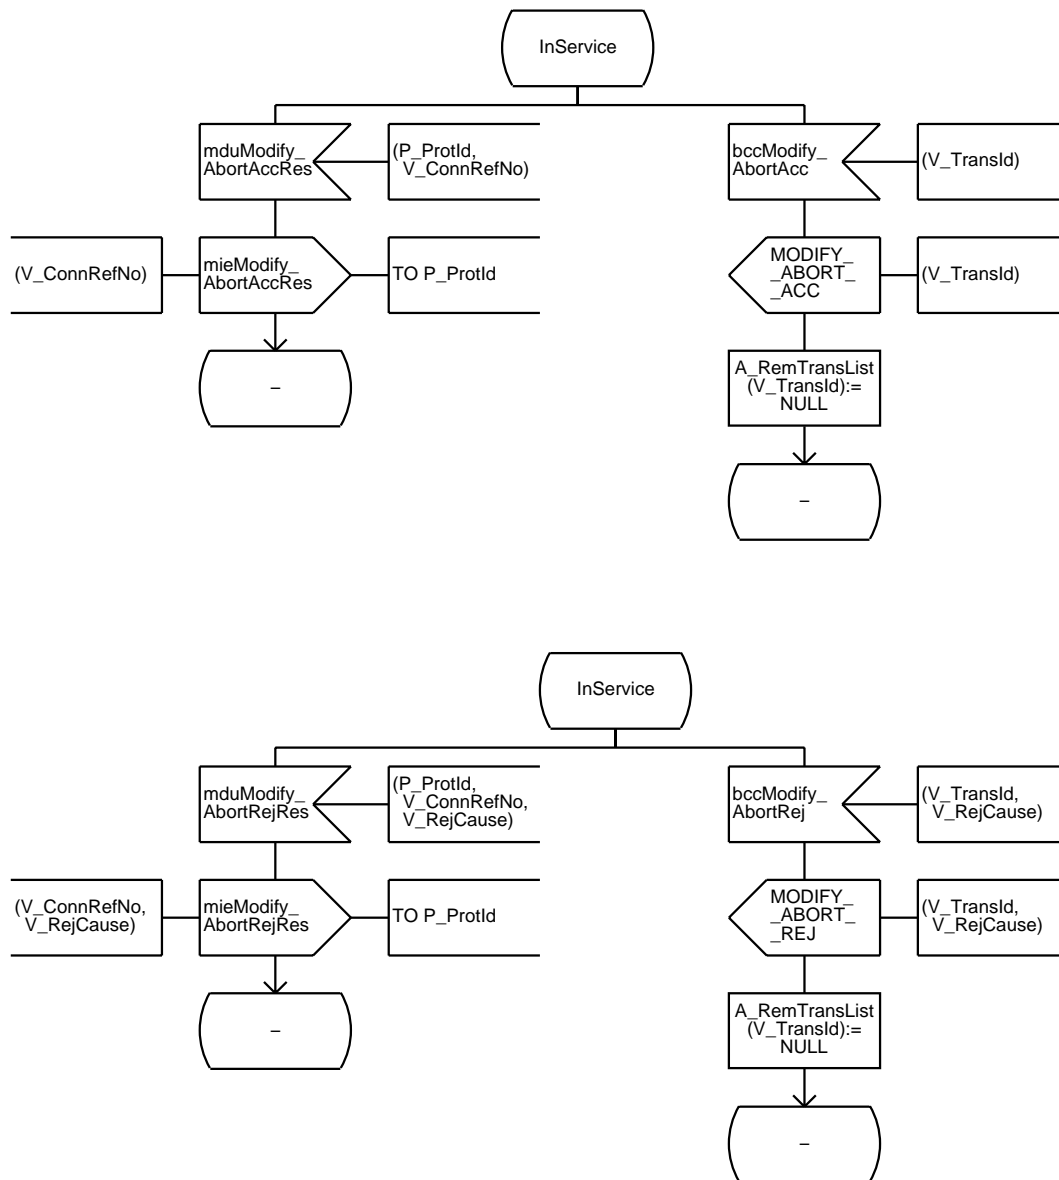 InService
mduModify_
AbortAccRes
(P_ProtId,
V_ConnRefNo)
bccModify_
AbortAcc
(V_TransId)
(V_ConnRefNo)
mieModify_
AbortAccRes
TO P_ProtId
MODIFY_
_ABORT_
_ACC
(V_TransId)
–
A_RemTransList
(V_TransId):=
NULL
–
InService
mduModify_
AbortRejRes
(P_ProtId,
V_ConnRefNo,
V_RejCause)
bccModify_
AbortRej
(V_TransId,
V_RejCause)
(V_ConnRefNo,
V_RejCause)
mieModify_
AbortRejRes
TO P_ProtId
MODIFY_
_ABORT_
_REJ
(V_TransId,
V_RejCause)
–
A_RemTransList
(V_TransId):=
NULL
–